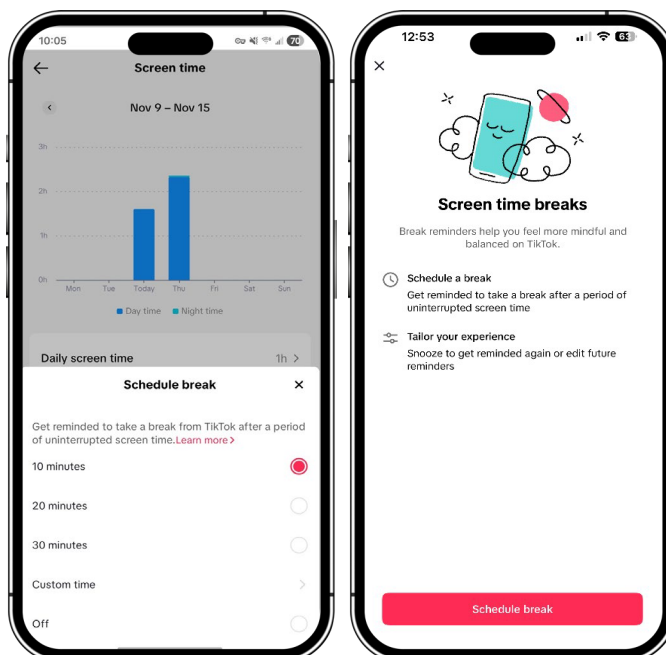 10:05
70
Screen time
Nov 9 – Nov 15
3h
2h
1h
0h
Mon Tue Today Thu Fri Sat Sun
Day time Night time
Daily screen time 1h >
Schedule break
Get reminded to take a break from TikTok after a period
of uninterrupted screen time.Learn more >
10 minutes
20 minutes
30 minutes
Custom time >
Off
12:53
63
Screen time breaks
Break reminders help you feel more mindful and
balanced on TikTok.
Schedule a break
Get reminded to take a break after a period of
uninterrupted screen time
Tailor your experience
Snooze to get reminded again or edit future
reminders
Schedule break